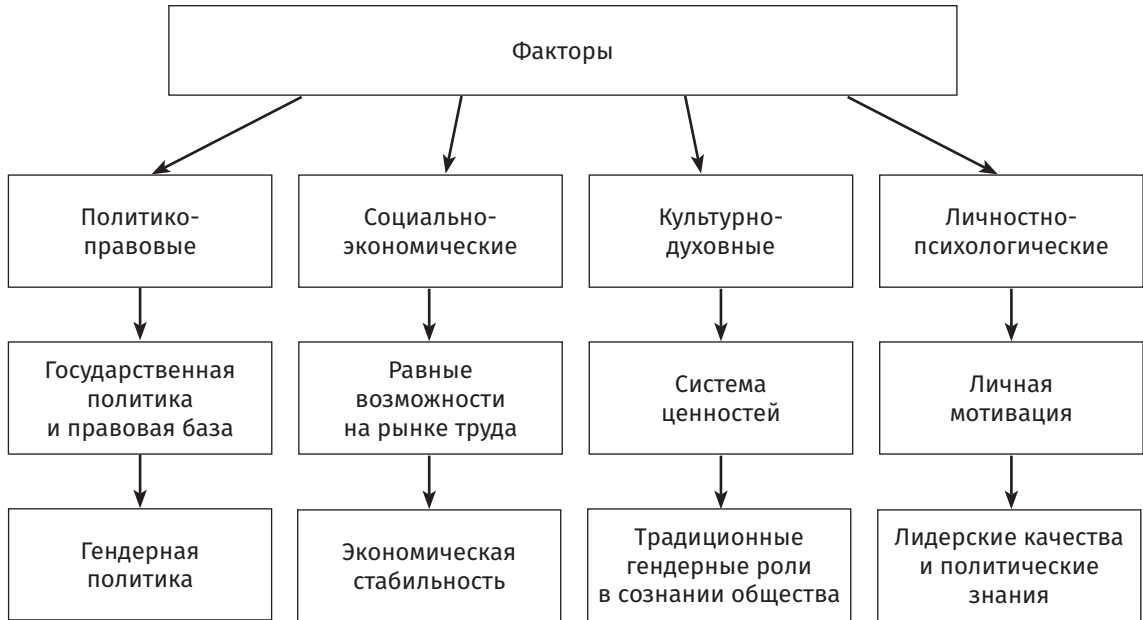 Факторы
Политико-
правовые
Социально-
экономические
Культурно-
духовные
Личностно-
психологические
Государственная
политика
и правовая база
Равные
возможности
на рынке труда
Система
ценностей
Личная
мотивация
Гендерная
политика
Экономическая
стабильность
Традиционные
гендерные роли
в сознании общества
Лидерские качества
и политические
знания